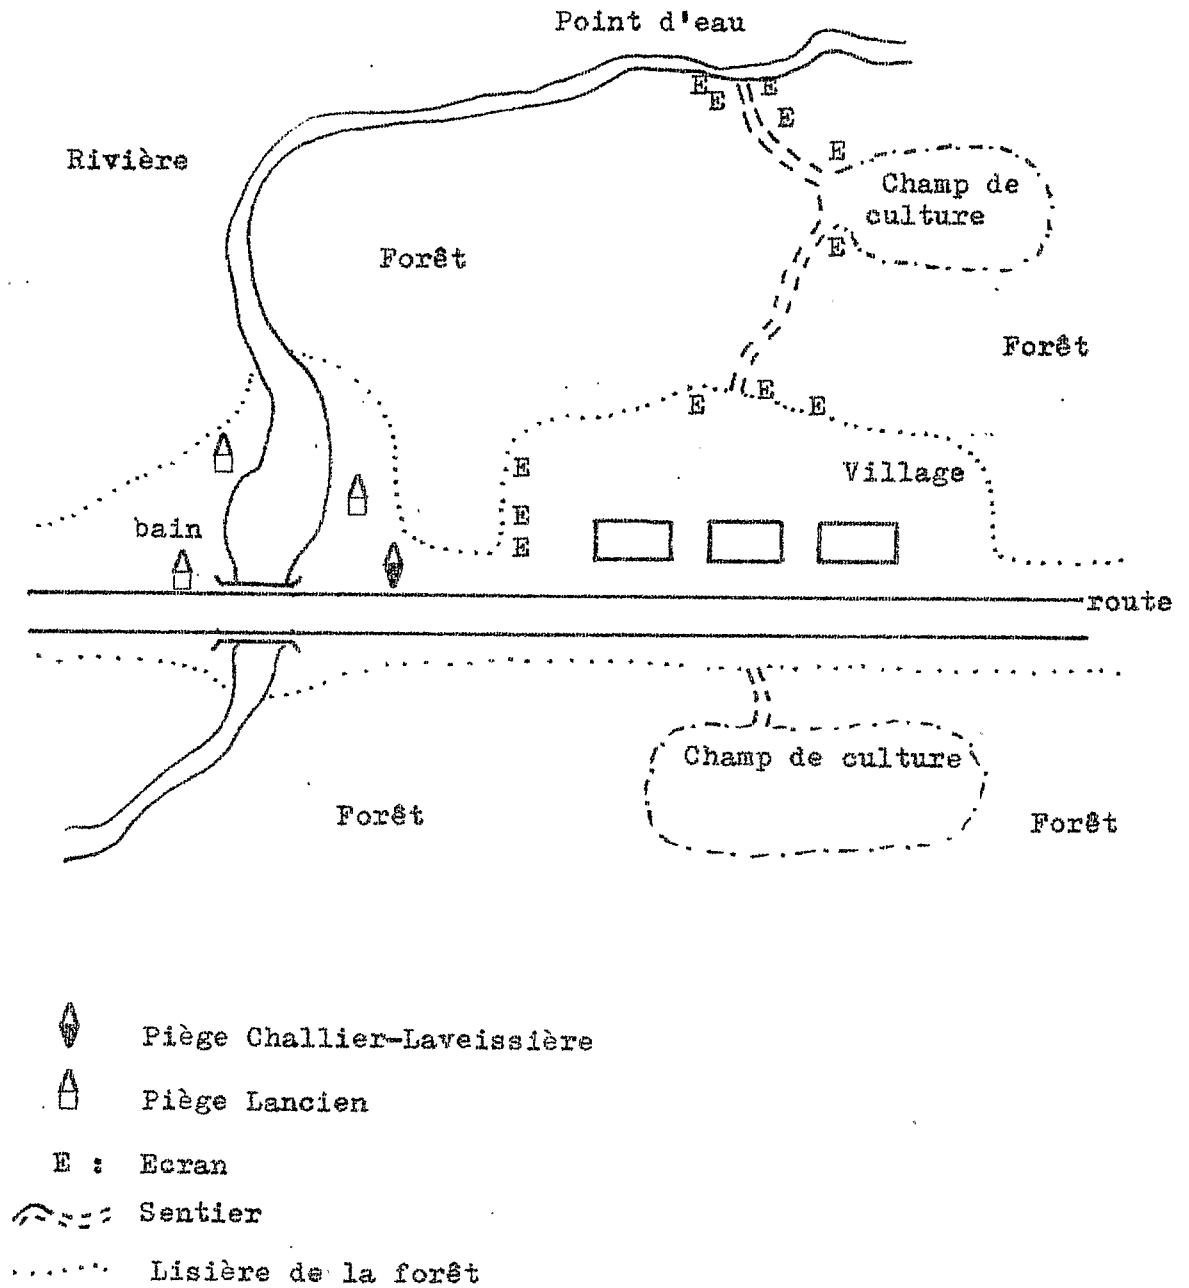 Point d'eau
E
E
E
E
Rivière
E
Champ de
culture
E
Forêt
Forêt
E
E
E
E
Village
bain
E
E
route
Champ de culture
Forêt
Forêt
Piège Challier-Laveissière
Piège Lancien
E : Ecran
Sentier
Lisière de la forêt